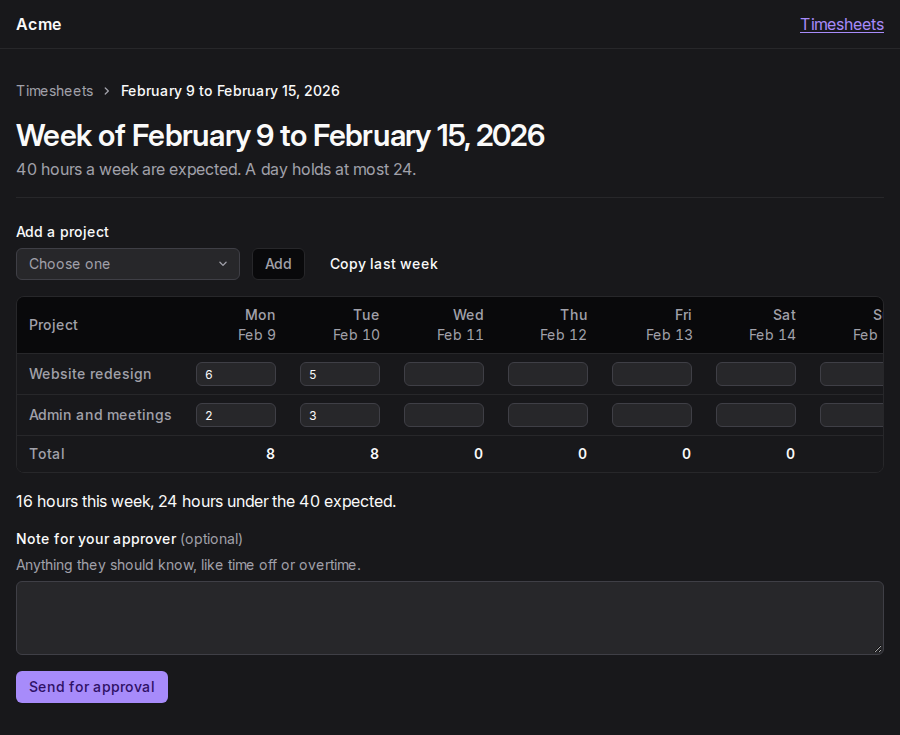 Acme
Timesheets
Timesheets > February 9 to February 15, 2026
Week of February 9 to February 15, 2026
40 hours a week are expected. A day holds at most 24.
Add a project
Choose one Add Copy last week
Project Mon Tue Wed Thu Fri Sat
Feb 9 Feb 10 Feb 11 Feb 12 Feb 13 Feb 14 Feb
Website redesign 6 5
Admin and meetings 2 3
Total 8 8 0 0 0 0
16 hours this week, 24 hours under the 40 expected.
Note for your approver (optional)
Anything they should know, like time off or overtime.
Send for approval